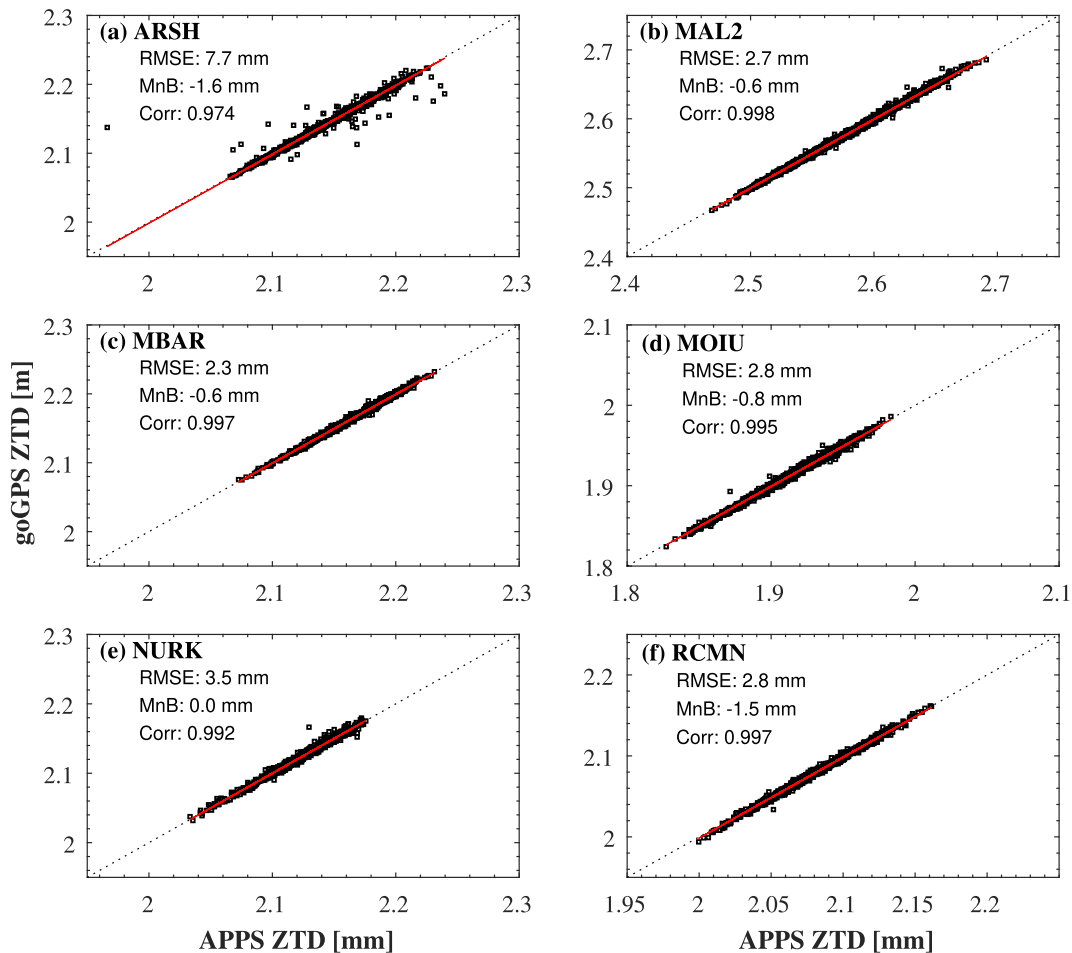 (a) ARSH
RMSE: 7.7 mm
MnB: -1.6 mm
Corr: 0.974
2.3
2.2
2.1
2
2
2.1
2.2
2.3
(b) MAL2
RMSE: 2.7 mm
MnB: -0.6 mm
Corr: 0.998
2.7
2.6
2.5
2.4
2.4
2.5
2.6
2.7
goGPS ZTD [m]
(c) MBAR
RMSE: 2.3 mm
MnB: -0.6 mm
Corr: 0.997
2.3
2.2
2.1
2
2
2.1
2.2
2.3
(d) MOIU
RMSE: 2.8 mm
MnB: -0.8 mm
Corr: 0.995
2.1
2
1.9
1.8
1.8
1.9
2
2.1
(e) NURK
RMSE: 3.5 mm
MnB: 0.0 mm
Corr: 0.992
2.3
2.2
2.1
2
2
2.1
2.2
2.3
APPS ZTD [mm]
(f) RCMN
RMSE: 2.8 mm
MnB: -1.5 mm
Corr: 0.997
2.2
2.1
2
1.95
2
2.05
2.1
2.15
2.2
APPS ZTD [mm]